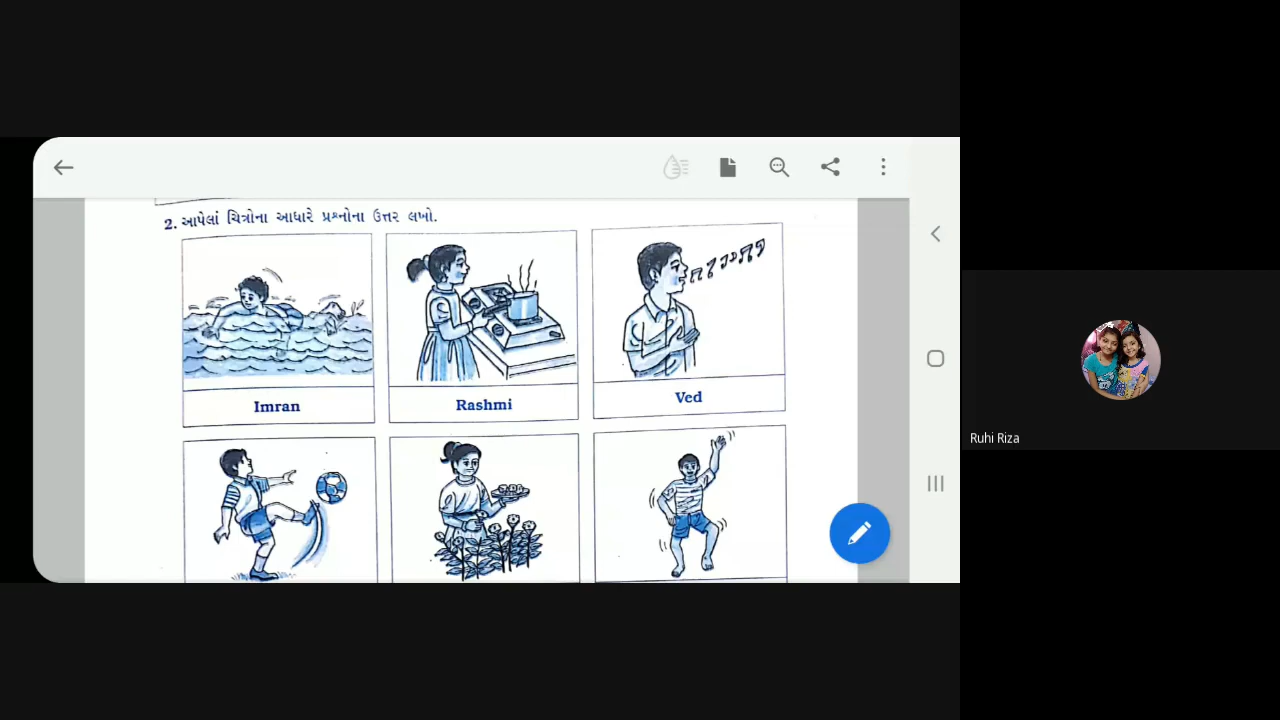 2. આપેલાં ચિત્રોના આધારે પ્રશ્નોના ઉત્તર લખો.
Imran
Rashmi
Ved
Ruhi Riza